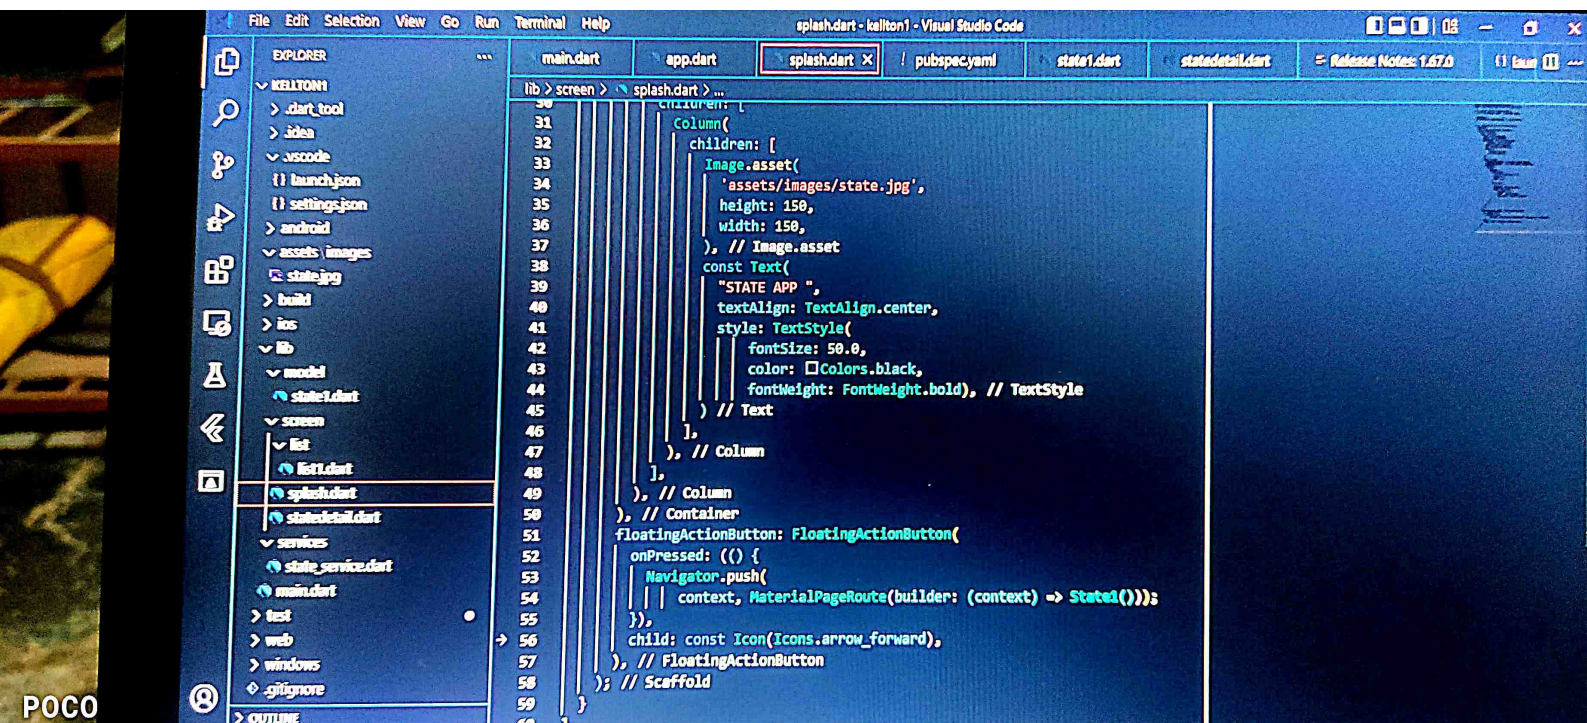 File Edit Selection View Go Run Terminal Help
splash.dart - kellton1 - Visual Studio Code
EXPLORER
main.dart
app.dart
splash.dart ×
! pubspec.yaml
state1.dart
statedetail.dart
Release Notes: 1.67.0
{} laun
KELLTON1
> .dart_tool
> .idea
.vscode
{} launch.json
{} settings.json
> android
assets \ images
state.jpg
> build
> ios
lib
model
state1.dart
screen
list
list1.dart
splash.dart
statedetail.dart
services
state_service.dart
main.dart
> test
> web
> windows
.gitignore
> OUTLINE
lib > screen > splash.dart > ...
30 children: [
31 Column(
32 children: [
33 Image.asset(
34 'assets/images/state.jpg',
35 height: 150,
36 width: 150,
37 ), // Image.asset
38 const Text(
39 "STATE APP ",
40 textAlign: TextAlign.center,
41 style: TextStyle(
42 fontSize: 50.0,
43 color: Colors.black,
44 fontWeight: FontWeight.bold), // TextStyle
45 ) // Text
46 ],
47 ), // Column
48 ],
49 ), // Column
50 ), // Container
51 floatingActionButton: FloatingActionButton(
52 onPressed: (() {
53 Navigator.push(
54 context, MaterialPageRoute(builder: (context) => State1()));
55 }),
56 child: const Icon(Icons.arrow_forward),
57 ), // FloatingActionButton
58 ); // Scaffold
59 }
POCO